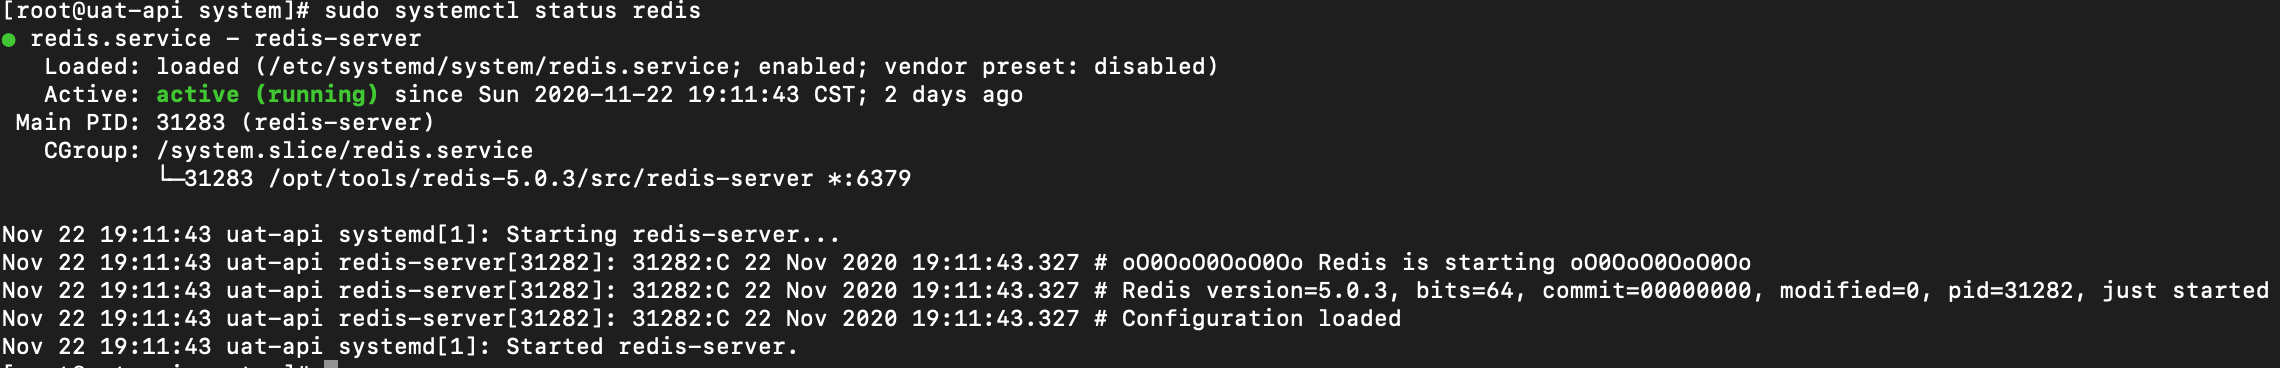 [root@uat-api system]# sudo systemctl status redis
● redis.service - redis-server
   Loaded: loaded (/etc/systemd/system/redis.service; enabled; vendor preset: disabled)
   Active: active (running) since Sun 2020-11-22 19:11:43 CST; 2 days ago
 Main PID: 31283 (redis-server)
   CGroup: /system.slice/redis.service
           └─31283 /opt/tools/redis-5.0.3/src/redis-server *:6379
Nov 22 19:11:43 uat-api systemd[1]: Starting redis-server...
Nov 22 19:11:43 uat-api redis-server[31282]: 31282:C 22 Nov 2020 19:11:43.327 # oO0OoO0OoO0Oo Redis is starting oO0OoO0OoO0Oo
Nov 22 19:11:43 uat-api redis-server[31282]: 31282:C 22 Nov 2020 19:11:43.327 # Redis version=5.0.3, bits=64, commit=00000000, modified=0, pid=31282, just started
Nov 22 19:11:43 uat-api redis-server[31282]: 31282:C 22 Nov 2020 19:11:43.327 # Configuration loaded
Nov 22 19:11:43 uat-api systemd[1]: Started redis-server.